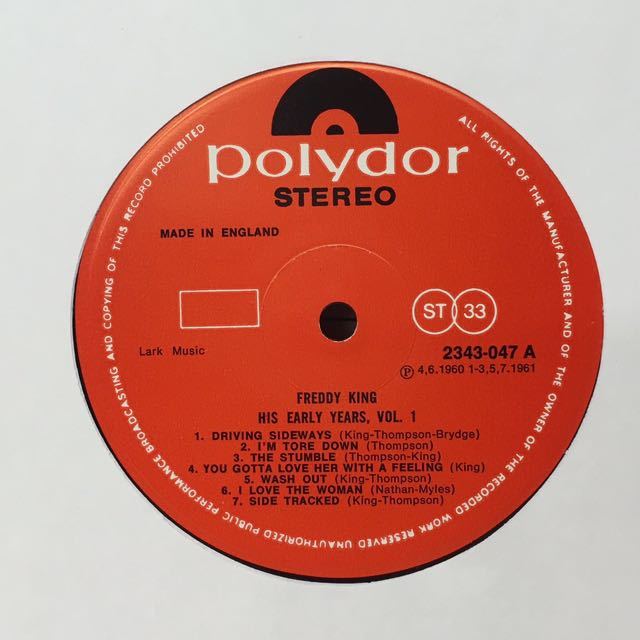 polydor
STEREO
MADE IN ENGLAND
ST 33
Lark Music
2343-047 A
Ⓟ 4,6.1960 1-3,5,7.1961
FREDDY KING
HIS EARLY YEARS, VOL. 1
1. DRIVING SIDEWAYS (King-Thompson-Brydge)
2. I'M TORE DOWN (Thompson)
3. THE STUMBLE (Thompson-King)
4. YOU GOTTA LOVE HER WITH A FEELING (King)
5. WASH OUT (King-Thompson)
6. I LOVE THE WOMAN (Nathan-Myles)
7. SIDE TRACKED (King-Thompson)
ALL RIGHTS OF THE MANUFACTURER AND OF THE OWNER OF THE RECORDED WORK RESERVED UNAUTHORIZED PUBLIC PERFORMANCE BROADCASTING AND COPYING OF THIS RECORD PROHIBITED